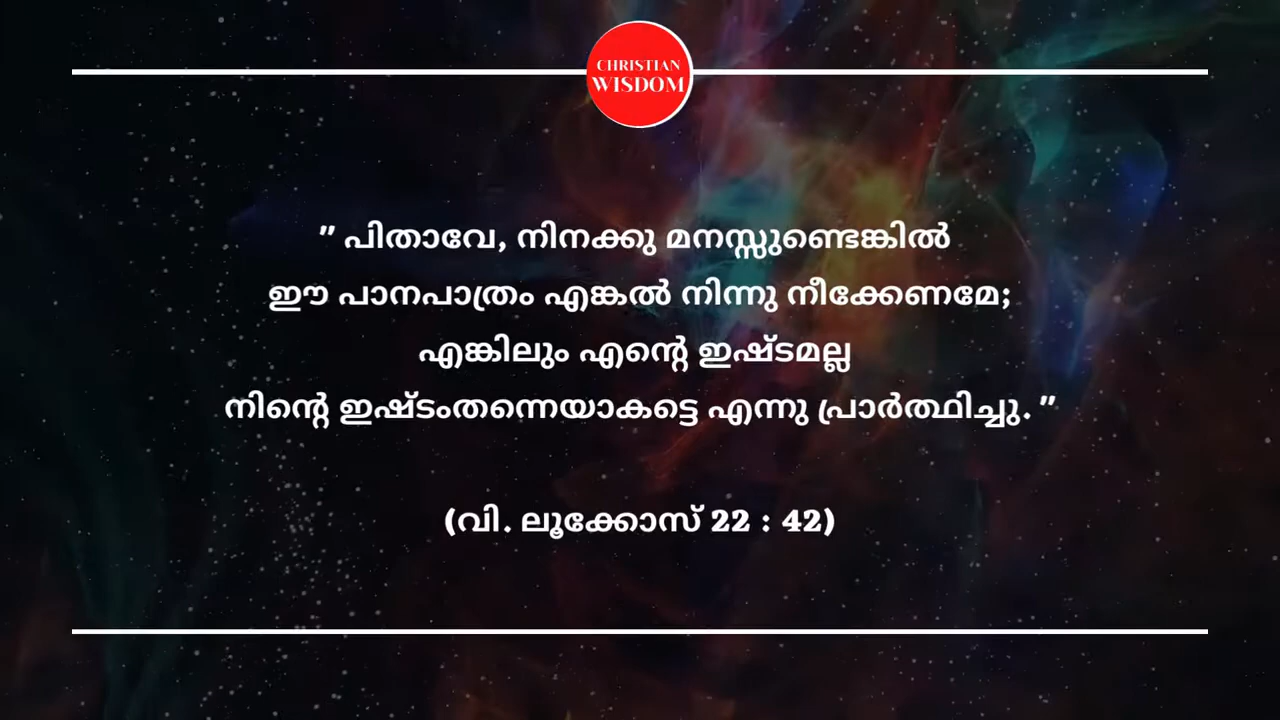 CHRISTIAN
WISDOM
" പിതാവേ, നിനക്കു മനസ്സുണ്ടെങ്കിൽ
ഈ പാനപാത്രം എങ്കൽ നിന്നു നീക്കേണമേ;
എങ്കിലും എന്റെ ഇഷ്ടമല്ല
നിന്റെ ഇഷ്ടംതന്നെയാകട്ടെ എന്നു പ്രാർത്ഥിച്ചു. "
(വി. ലൂക്കോസ് 22 : 42)